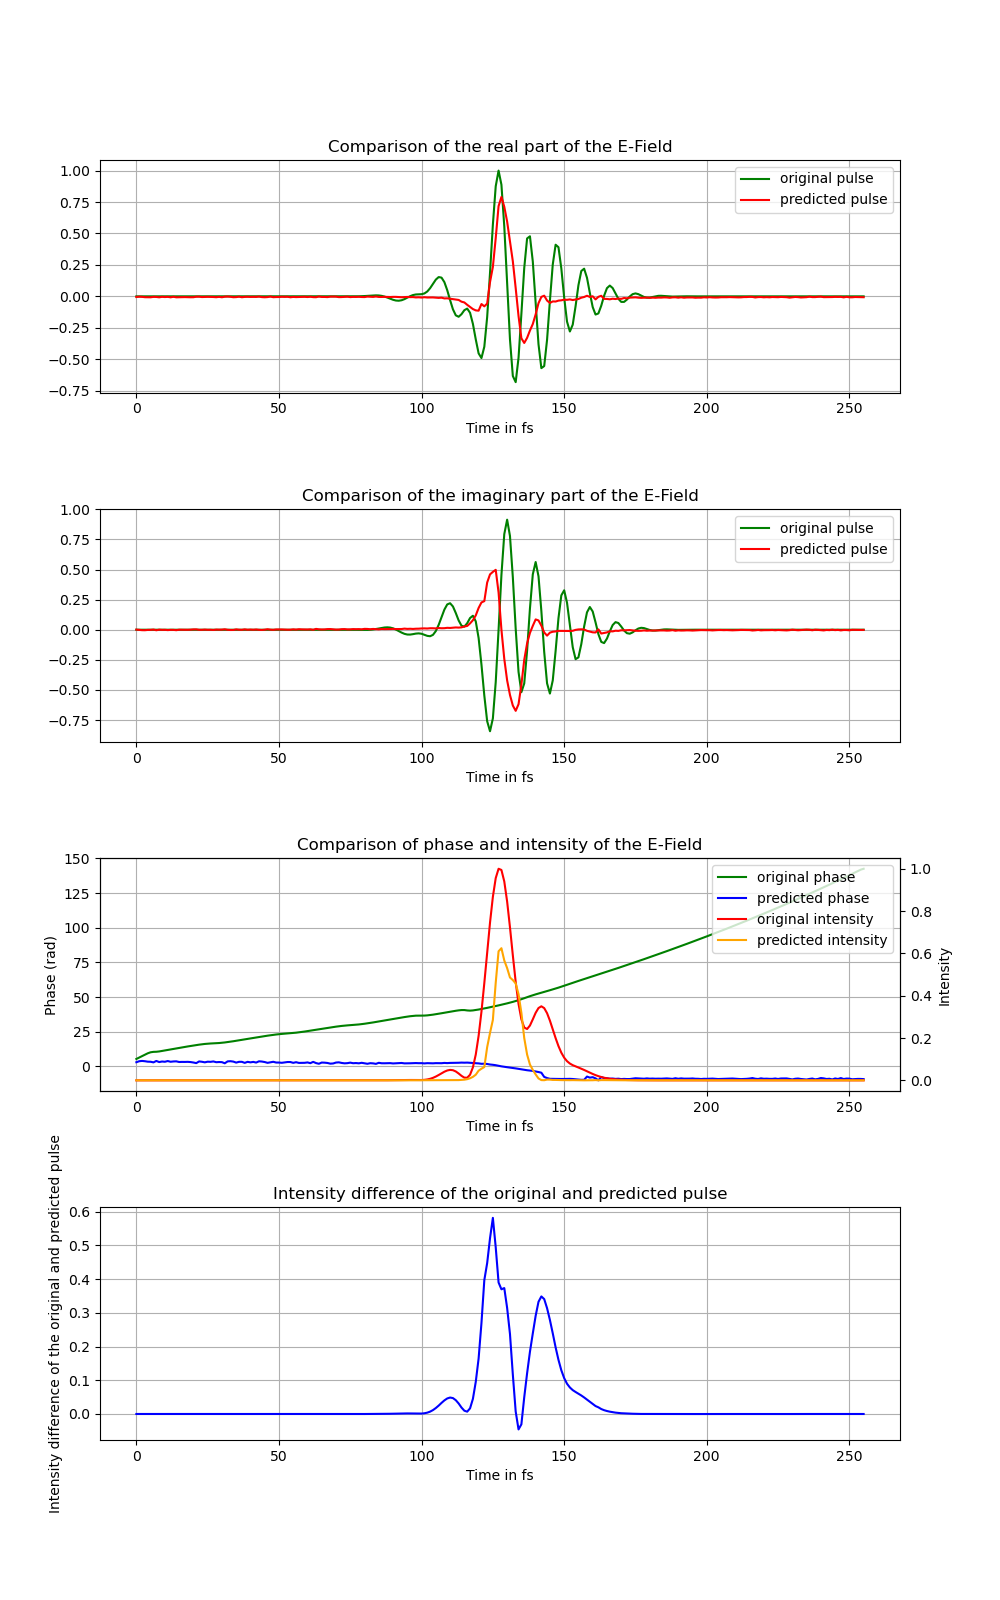 Comparison of the real part of the E-Field
1.00
0.75
0.50
0.25
0.00
−0.25
−0.50
−0.75
original pulse
predicted pulse
0 50 100 150 200 250
Time in fs
Comparison of the imaginary part of the E-Field
1.00
0.75
0.50
0.25
0.00
−0.25
−0.50
−0.75
original pulse
predicted pulse
0 50 100 150 200 250
Time in fs
Comparison of phase and intensity of the E-Field
Phase (rad)
150
125
100
75
50
25
0
original phase
predicted phase
original intensity
predicted intensity
1.0
0.8
0.6
0.4
0.2
0.0
Intensity
0 50 100 150 200 250
Time in fs
Intensity difference of the original and predicted pulse
Intensity difference of the original and predicted pulse
0.6
0.5
0.4
0.3
0.2
0.1
0.0
0 50 100 150 200 250
Time in fs